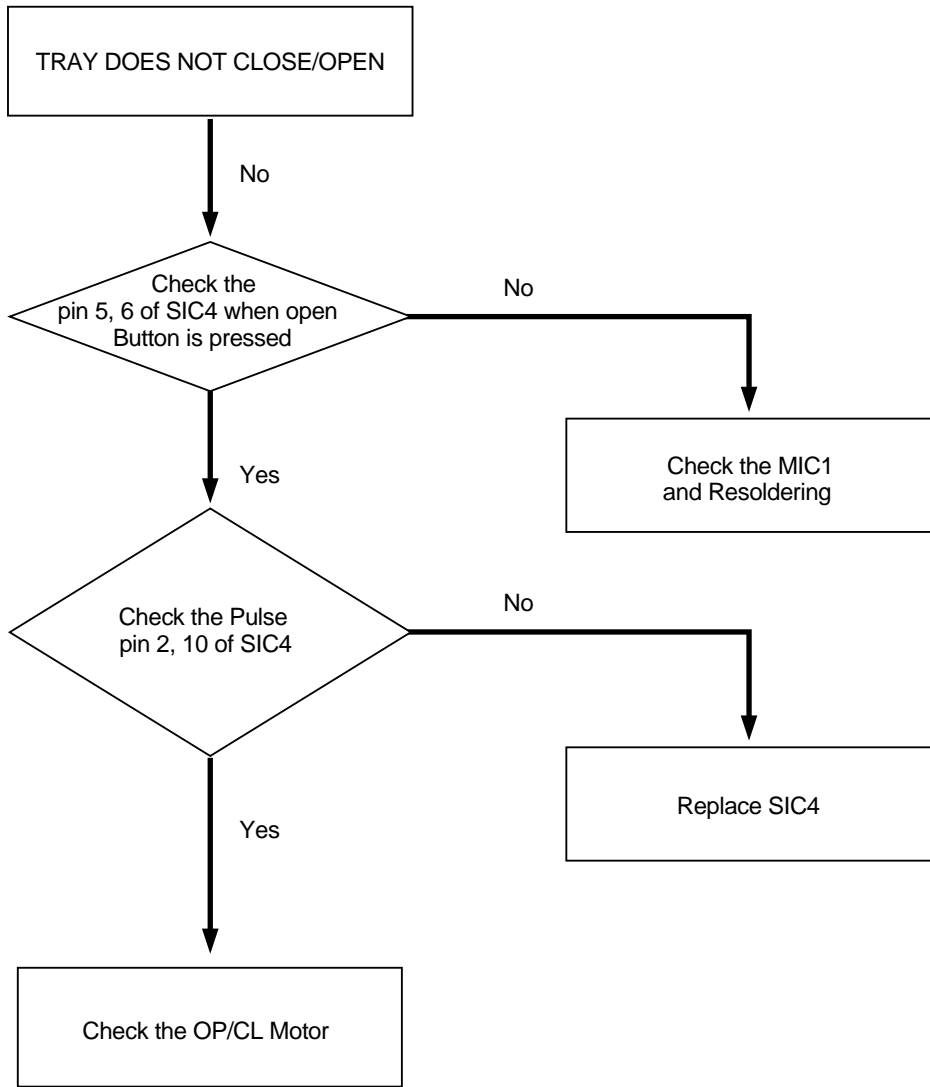 TRAY DOES NOT CLOSE/OPEN
No
Check the
pin 5, 6 of SIC4 when open
Button is pressed
No
Check the MIC1
and Resoldering
Yes
Check the Pulse
pin 2, 10 of SIC4
No
Replace SIC4
Yes
Check the OP/CL Motor